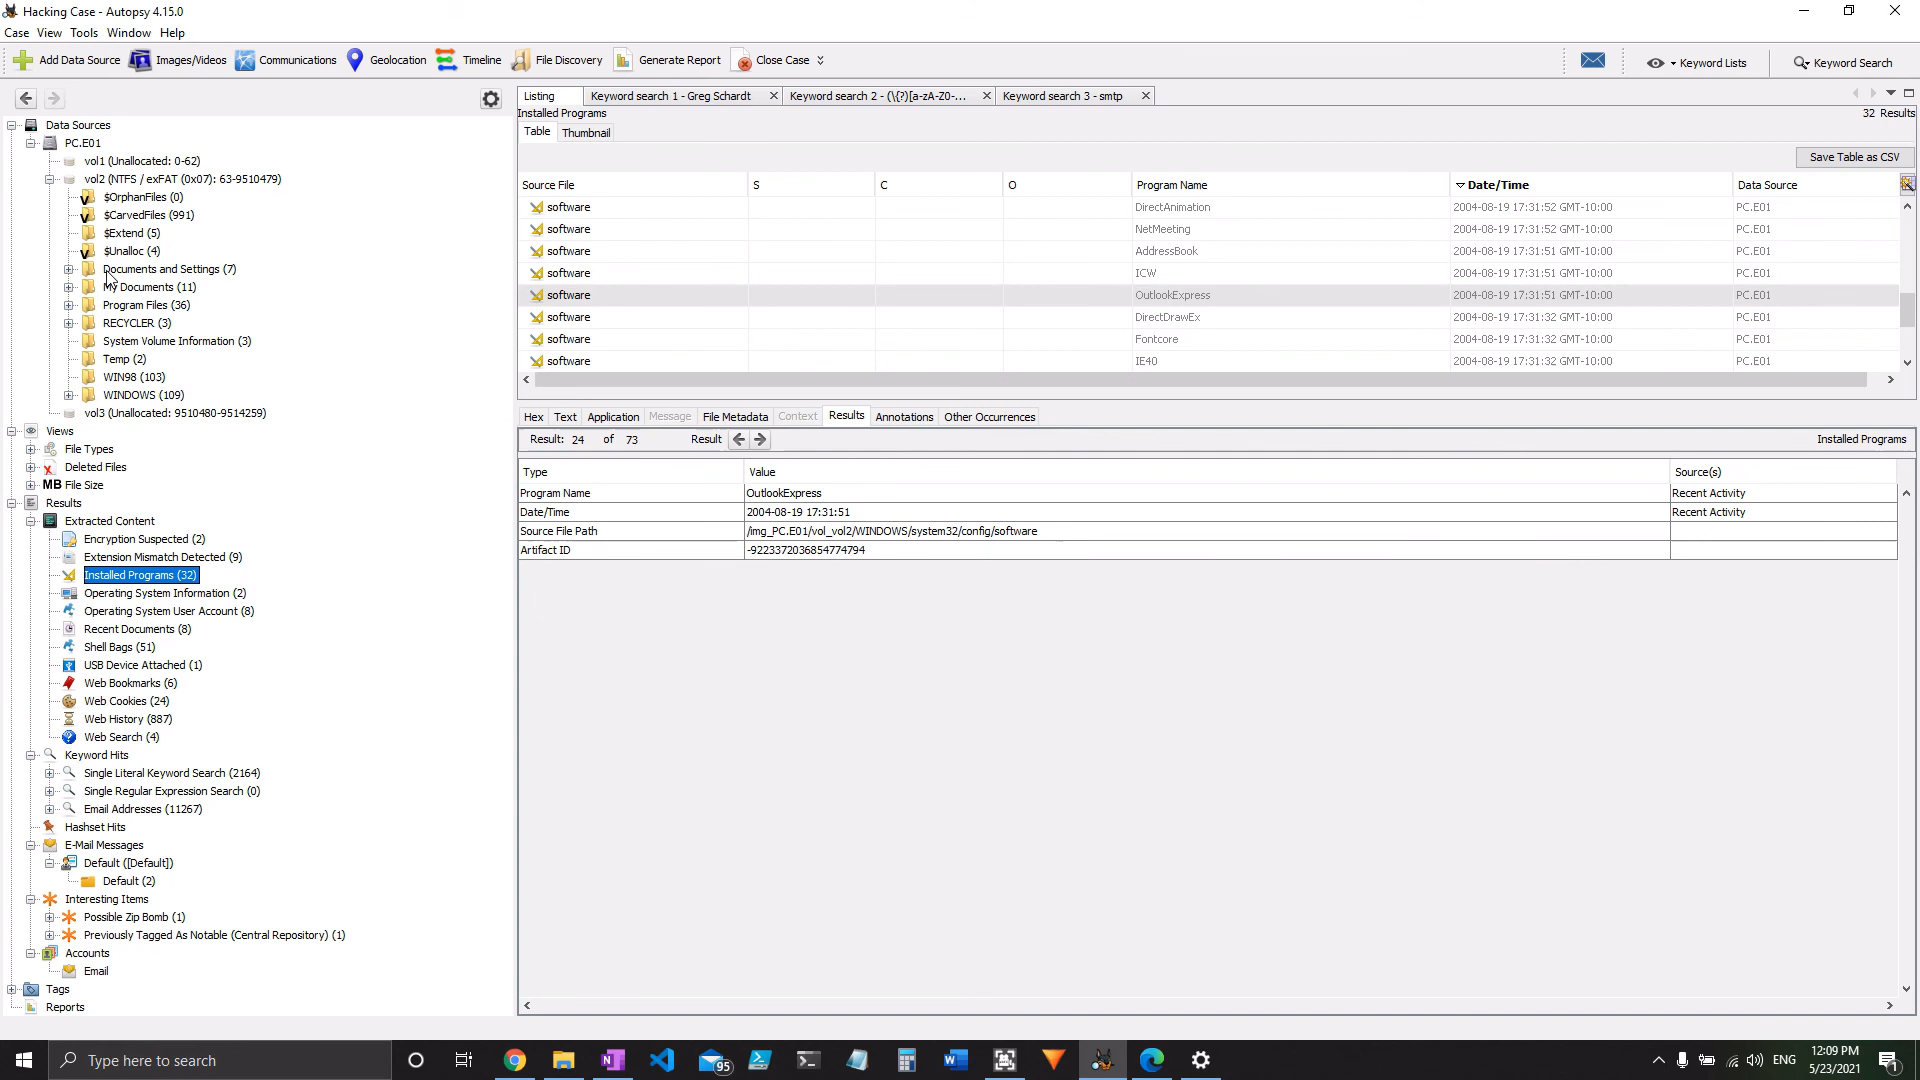 Hacking Case - Autopsy 4.15.0
Case View Tools Window Help
Add Data Source Images/Videos Communications Geolocation Timeline File Discovery Generate Report Close Case Keyword Lists Keyword Search
Listing Keyword search 1 - Greg Schardt Keyword search 2 - (\{?)[a-zA-Z0-... Keyword search 3 - smtp
Installed Programs 32 Results
Table Thumbnail
Save Table as CSV
Source File S C O Program Name Date/Time Data Source
software DirectAnimation 2004-08-19 17:31:52 GMT-10:00 PC.E01
software NetMeeting 2004-08-19 17:31:52 GMT-10:00 PC.E01
software AddressBook 2004-08-19 17:31:51 GMT-10:00 PC.E01
software ICW 2004-08-19 17:31:51 GMT-10:00 PC.E01
software OutlookExpress 2004-08-19 17:31:51 GMT-10:00 PC.E01
software DirectDrawEx 2004-08-19 17:31:32 GMT-10:00 PC.E01
software Fontcore 2004-08-19 17:31:32 GMT-10:00 PC.E01
software IE40 2004-08-19 17:31:32 GMT-10:00 PC.E01
Hex Text Application Message File Metadata Context Results Annotations Other Occurrences
Result: 24 of 73 Result Installed Programs
Type Value Source(s)
Program Name OutlookExpress Recent Activity
Date/Time 2004-08-19 17:31:51 Recent Activity
Source File Path /img_PC.E01/vol_vol2/WINDOWS/system32/config/software
Artifact ID -9223372036854774794
Data Sources
PC.E01
vol1 (Unallocated: 0-62)
vol2 (NTFS / exFAT (0x07): 63-9510479)
$OrphanFiles (0)
$CarvedFiles (991)
$Extend (5)
$Unalloc (4)
Documents and Settings (7)
My Documents (11)
Program Files (36)
RECYCLER (3)
System Volume Information (3)
Temp (2)
WIN98 (103)
WINDOWS (109)
vol3 (Unallocated: 9510480-9514259)
Views
File Types
Deleted Files
MB File Size
Results
Extracted Content
Encryption Suspected (2)
Extension Mismatch Detected (9)
Installed Programs (32)
Operating System Information (2)
Operating System User Account (8)
Recent Documents (8)
Shell Bags (51)
USB Device Attached (1)
Web Bookmarks (6)
Web Cookies (24)
Web History (887)
Web Search (4)
Keyword Hits
Single Literal Keyword Search (2164)
Single Regular Expression Search (0)
Email Addresses (11267)
Hashset Hits
E-Mail Messages
Default ([Default])
Default (2)
Interesting Items
Possible Zip Bomb (1)
Previously Tagged As Notable (Central Repository) (1)
Accounts
Email
Tags
Reports
Type here to search
95
ENG
12:09 PM
5/23/2021
1